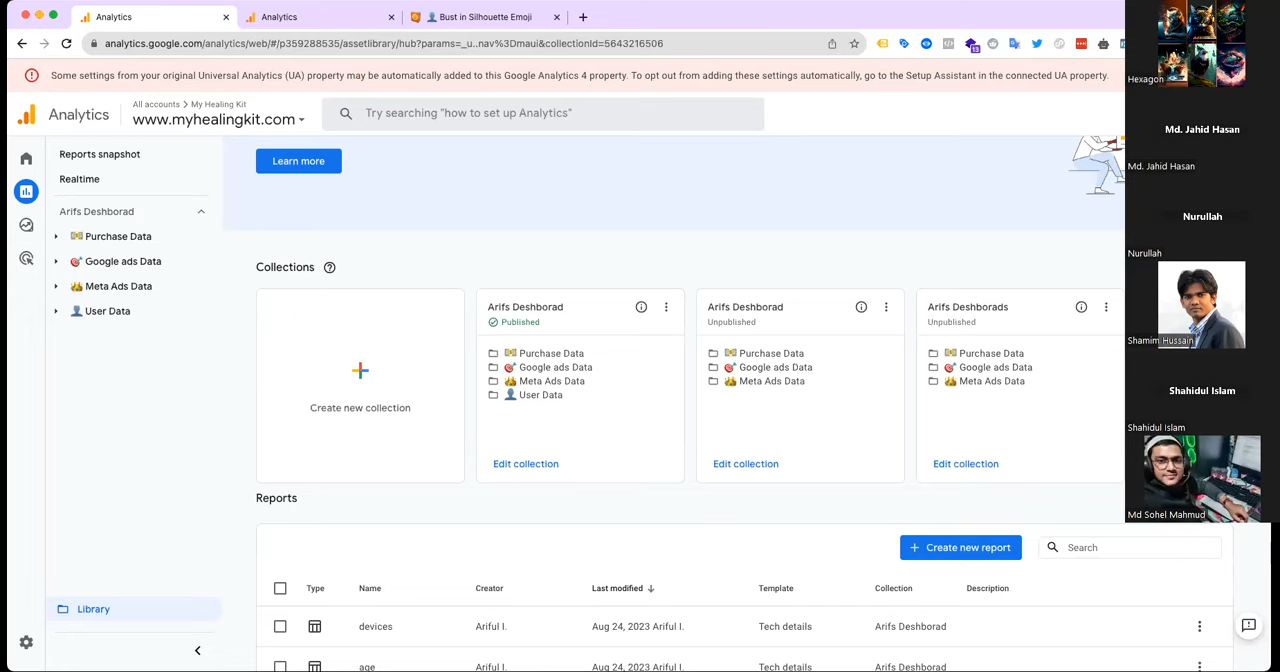 Analytics
Analytics
Bust in Silhouette Emoji
analytics.google.com/analytics/web/#/p359288535/assetlibrary/hub?params=_u..nav%3Dmaui&collectionId=5643216506
13
Some settings from your original Universal Analytics (UA) property may be automatically added to this Google Analytics 4 property. To opt out from adding these settings automatically, go to the Setup Assistant in the connected UA property.
Analytics
All accounts > My Healing Kit
www.myhealingkit.com
Try searching "how to set up Analytics"
Reports snapshot
Realtime
Arifs Deshborad
Purchase Data
Google ads Data
Meta Ads Data
User Data
Library
Learn more
Collections
Create new collection
Arifs Deshborad
Published
Purchase Data
Google ads Data
Meta Ads Data
User Data
Edit collection
Arifs Deshborad
Unpublished
Purchase Data
Google ads Data
Meta Ads Data
Edit collection
Arifs Deshborads
Unpublished
Purchase Data
Google ads Data
Meta Ads Data
Edit collection
Reports
Create new report
Search
Type Name Creator Last modified Template Collection Description
devices Ariful I. Aug 24, 2023 Ariful I. Tech details Arifs Deshborad
age Ariful I. Aug 24, 2023 Ariful I. Tech details Arifs Deshborad
Hexagon
Md. Jahid Hasan
Md. Jahid Hasan
Nurullah
Nurullah
Shamim Hussain
Shahidul Islam
Shahidul Islam
Md Sohel Mahmud